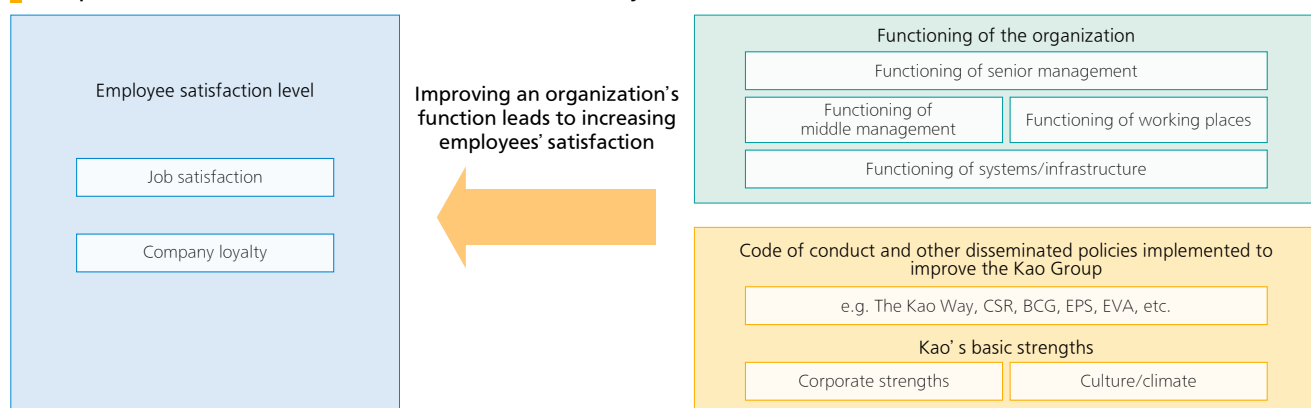 Employee satisfaction level
Job satisfaction
Company loyalty
Improving an organization's
function leads to increasing
employees' satisfaction
Functioning of the organization
Functioning of senior management
Functioning of
middle management
Functioning of working places
Functioning of systems/infrastructure
Code of conduct and other disseminated policies implemented to
improve the Kao Group
e.g. The Kao Way, CSR, BCG, EPS, EVA, etc.
Kao's basic strengths
Corporate strengths
Culture/climate